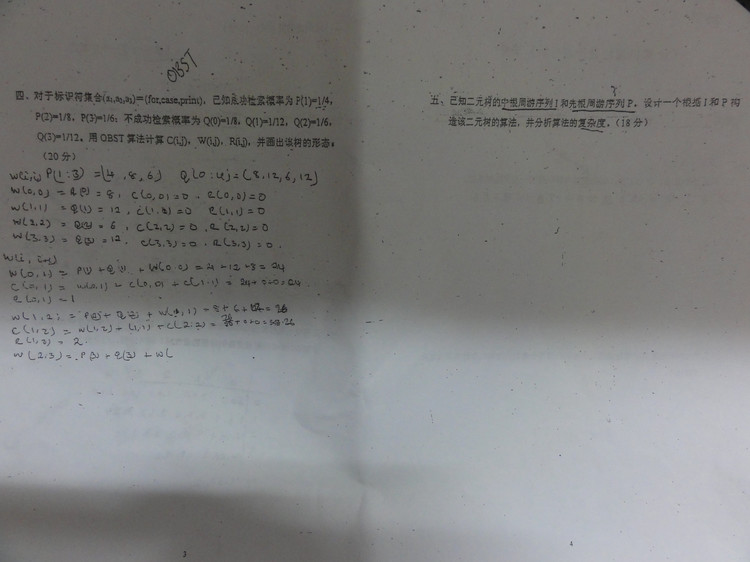 OBST
四、对于标识符集合(a₁,a₂,a₃)=(for,case,print)，已知成功检索概率为 P(1)=1/4,
P(2)=1/8，P(3)=1/6；不成功检索概率为 Q(0)=1/8，Q(1)=1/12，Q(2)=1/6，
Q(3)=1/12。用 OBST 算法计算 C(i,j)，W(i,j)，R(i,j)，并画出该树的形态。
（20 分）
W(i,i) P(1:3)=(4,8,6) Q(0:4)=(8,12,6,12)
W(0,0)=Q(0)=8, C(0,0)=0, R(0,0)=0
W(1,1)=Q(1)=12, C(1,1)=0 R(1,1)=0
W(2,2)=Q(2)=6, C(2,2)=0, R(2,2)=0
W(3,3)=Q(3)=12. C(3,3)=0. R(3,3)=0.
W(i,i+1)
W(0,1)=P(1)+Q(1)+W(0,0)=4+12+8=24
C(0,1)=W(0,1)+C(0,0)+C(1,1)=24+0+0=24
R(0,1)=1
W(1,2)=P(2)+Q(2)+W(1,1)=8+6+12=26
C(1,2)=W(1,2)+C(1,1)+C(2,2)=
R(1,2)=2.
W(2,3)=P(3)+Q(3)+W(
五、已知二元树的中根周游序列 I 和先根周游序列 P，设计一个根据 I 和 P 构
造该二元树的算法，并分析算法的复杂度。（18 分）
3
4